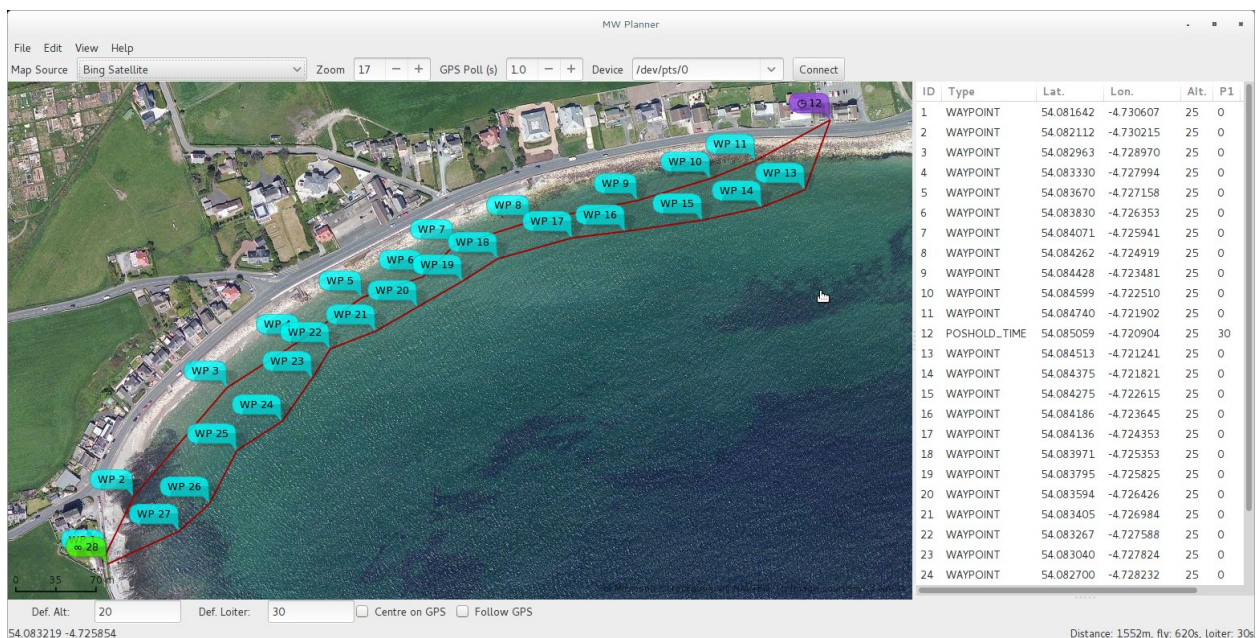 MW Planner
File Edit View Help
Map Source Bing Satellite Zoom 17 − + GPS Poll (s) 1.0 − + Device /dev/pts/0 Connect
ID Type Lat. Lon. Alt. P1
1 WAYPOINT 54.081642 -4.730607 25 0
2 WAYPOINT 54.082112 -4.730215 25 0
3 WAYPOINT 54.082963 -4.728970 25 0
4 WAYPOINT 54.083330 -4.727994 25 0
5 WAYPOINT 54.083670 -4.727158 25 0
6 WAYPOINT 54.083830 -4.726353 25 0
7 WAYPOINT 54.084071 -4.725941 25 0
8 WAYPOINT 54.084262 -4.724919 25 0
9 WAYPOINT 54.084428 -4.723481 25 0
10 WAYPOINT 54.084599 -4.722510 25 0
11 WAYPOINT 54.084740 -4.721902 25 0
12 POSHOLD_TIME 54.085059 -4.720904 25 30
13 WAYPOINT 54.084513 -4.721241 25 0
14 WAYPOINT 54.084375 -4.721821 25 0
15 WAYPOINT 54.084275 -4.722615 25 0
16 WAYPOINT 54.084186 -4.723645 25 0
17 WAYPOINT 54.084136 -4.724353 25 0
18 WAYPOINT 54.083971 -4.725353 25 0
19 WAYPOINT 54.083795 -4.725825 25 0
20 WAYPOINT 54.083594 -4.726426 25 0
21 WAYPOINT 54.083405 -4.726984 25 0
22 WAYPOINT 54.083267 -4.727588 25 0
23 WAYPOINT 54.083040 -4.727824 25 0
24 WAYPOINT 54.082700 -4.728232 25 0
12
WP 11
WP 10
WP 13
WP 9
WP 14
WP 8
WP 15
WP 16
WP 17
WP 7
WP 18
WP 6
WP 19
WP 5
WP 20
WP 21
WP 22
WP 23
WP 3
WP 24
WP 25
WP 2
WP 26
WP 27
∞ 28
0 35 70 m
Def. Alt: 20 Def. Loiter: 30 Centre on GPS Follow GPS
54.083219 -4.725854 Distance: 1552m, fly: 620s, loiter: 30s